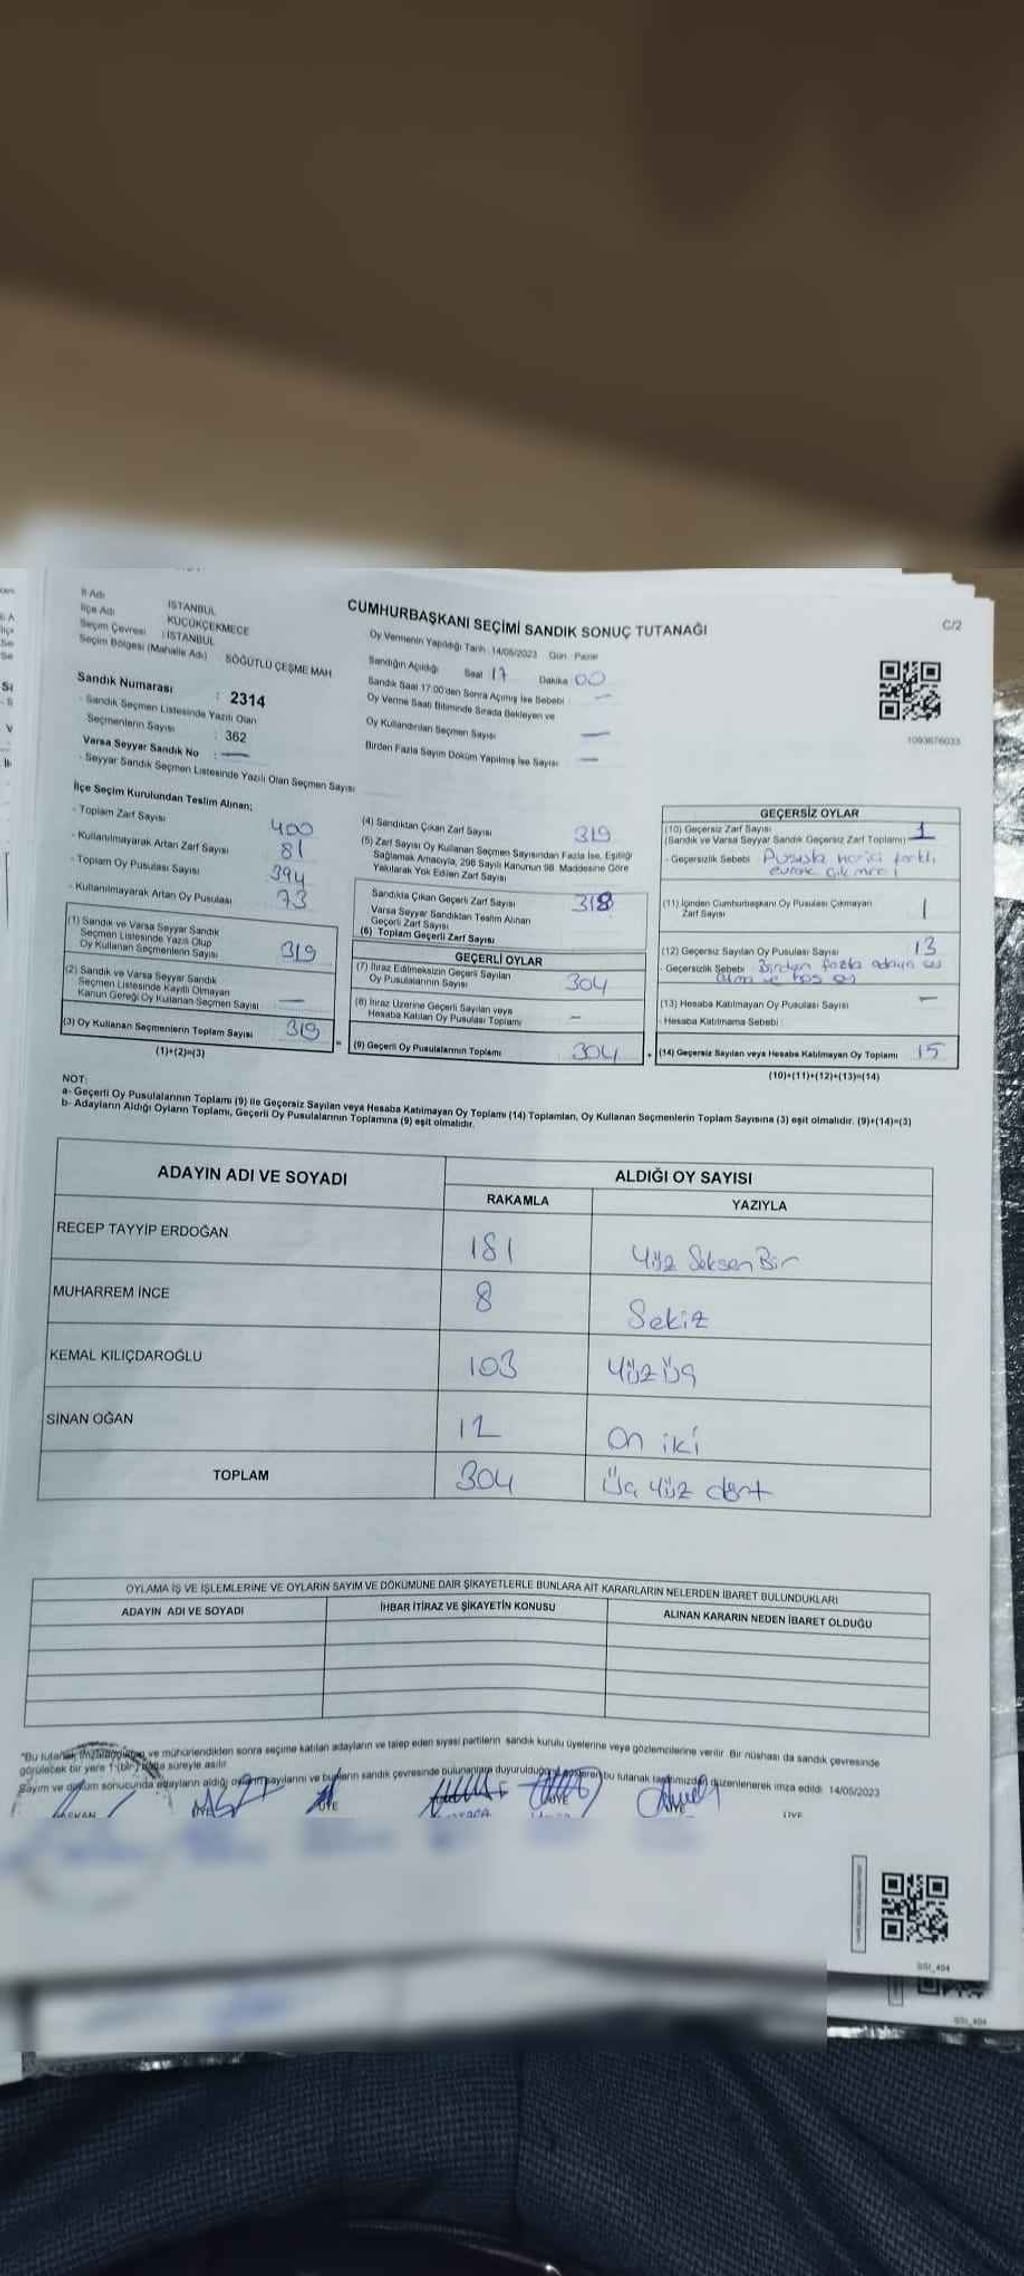 CUMHURBAŞKANI SEÇİMİ SANDIK SONUÇ TUTANAĞI
C/2
İl Adı İSTANBUL
İlçe Adı KÜÇÜKÇEKMECE
Seçim Çevresi : İSTANBUL
Seçim Bölgesi (Mahalle Adı) SÖĞÜTLÜ ÇEŞME MAH
Sandık Numarası : 2314
- Sandık Seçmen Listesinde Yazılı Olan
Seçmenlerin Sayısı : 362
Varsa Seyyar Sandık No : —
- Seyyar Sandık Seçmen Listesinde Yazılı Olan Seçmen Sayısı
Oy Vermenin Yapıldığı Tarih 14/05/2023 Gün Pazar
Sandığın Açıldığı Saat 17 Dakika 00
Sandık Saat 17:00'den Sonra Açılmış İse Sebebi —
Oy Verme Saati Bitiminde Sırada Bekleyen ve
Oy Kullandırılan Seçmen Sayısı —
Birden Fazla Sayım Döküm Yapılmış İse Sayısı —
1093676033
İlçe Seçim Kurulundan Teslim Alınan;
- Toplam Zarf Sayısı 400
- Kullanılmayarak Artan Zarf Sayısı 81
- Toplam Oy Pusulası Sayısı 394
- Kullanılmayarak Artan Oy Pusulası 73
(1) Sandık ve Varsa Seyyar Sandık
Seçmen Listesinde Yazılı Olup
Oy Kullanan Seçmenlerin Sayısı 319
(2) Sandık ve Varsa Seyyar Sandık
Seçmen Listesinde Kayıtlı Olmayan
Kanun Gereği Oy Kullanan Seçmen Sayısı —
(3) Oy Kullanan Seçmenlerin Toplam Sayısı 319
(1)+(2)=(3)
(4) Sandıktan Çıkan Zarf Sayısı 319
(5) Zarf Sayısı Oy Kullanan Seçmen Sayısından Fazla İse, Eşitliği
Sağlamak Amacıyla, 298 Sayılı Kanunun 98. Maddesine Göre
Yakılarak Yok Edilen Zarf Sayısı
Sandıkta Çıkan Geçerli Zarf Sayısı 318
Varsa Seyyar Sandıktan Teslim Alınan
Geçerli Zarf Sayısı
(6) Toplam Geçerli Zarf Sayısı
GEÇERLİ OYLAR
(7) İtiraz Edilmeksizin Geçerli Sayılan
Oy Pusulalarının Sayısı 304
(8) İtiraz Üzerine Geçerli Sayılan veya
Hesaba Katılan Oy Pusulası Toplamı —
= (9) Geçerli Oy Pusulalarının Toplamı 304
GEÇERSİZ OYLAR
(10) Geçersiz Zarf Sayısı
(Sandık ve Varsa Seyyar Sandık Geçersiz Zarf Toplamı) 1
- Geçersizlik Sebebi Pusula harici farklı
evrak çıkması
(11) İçinden Cumhurbaşkanı Oy Pusulası Çıkmayan
Zarf Sayısı 1
(12) Geçersiz Sayılan Oy Pusulası Sayısı 13
- Geçersizlik Sebebi Birden fazla adaya
ve boş oy
(13) Hesaba Katılmayan Oy Pusulası Sayısı —
- Hesaba Katılmama Sebebi
+ (14) Geçersiz Sayılan veya Hesaba Katılmayan Oy Toplamı 15
(10)+(11)+(12)+(13)=(14)
NOT:
a- Geçerli Oy Pusulalarının Toplamı (9) ile Geçersiz Sayılan veya Hesaba Katılmayan Oy Toplamı (14) Toplamları, Oy Kullanan Seçmenlerin Toplam Sayısına (3) eşit olmalıdır. (9)+(14)=(3)
b- Adayların Aldığı Oyların Toplamı, Geçerli Oy Pusulalarının Toplamına (9) eşit olmalıdır.
ADAYIN ADI VE SOYADI ALDIĞI OY SAYISI
RAKAMLA YAZIYLA
RECEP TAYYİP ERDOĞAN 181 Yüz Seksen Bir
MUHARREM İNCE 8 Sekiz
KEMAL KILIÇDAROĞLU 103 Yüz üç
SİNAN OĞAN 12 On iki
TOPLAM 304 Üç yüz dört
OYLAMA İŞ VE İŞLEMLERİNE VE OYLARIN SAYIM VE DÖKÜMÜNE DAİR ŞİKAYETLERLE BUNLARA AİT KARARLARIN NELERDEN İBARET BULUNDUKLARI
ADAYIN ADI VE SOYADI İHBAR İTİRAZ VE ŞİKAYETİN KONUSU ALINAN KARARIN NEDEN İBARET OLDUĞU
"Bu tutanak imzalandıktan ve mühürlendikten sonra seçime katılan adayların ve talep eden siyasi partilerin sandık kurulu üyelerine veya gözlemcilerine verilir. Bir nüshası da sandık çevresinde
görülecek bir yere 1 (bir) hafta süreyle asılır
Sayım ve döküm sonucunda adayların aldığı oyların sayılarını ve bunların sandık çevresinde bulunanlara duyurulduğunu gösteren bu tutanak tarafımızdan düzenlenerek imza edildi 14/05/2023
BAŞKAN ÜYE ÜYE ÜYE ÜYE ÜYE